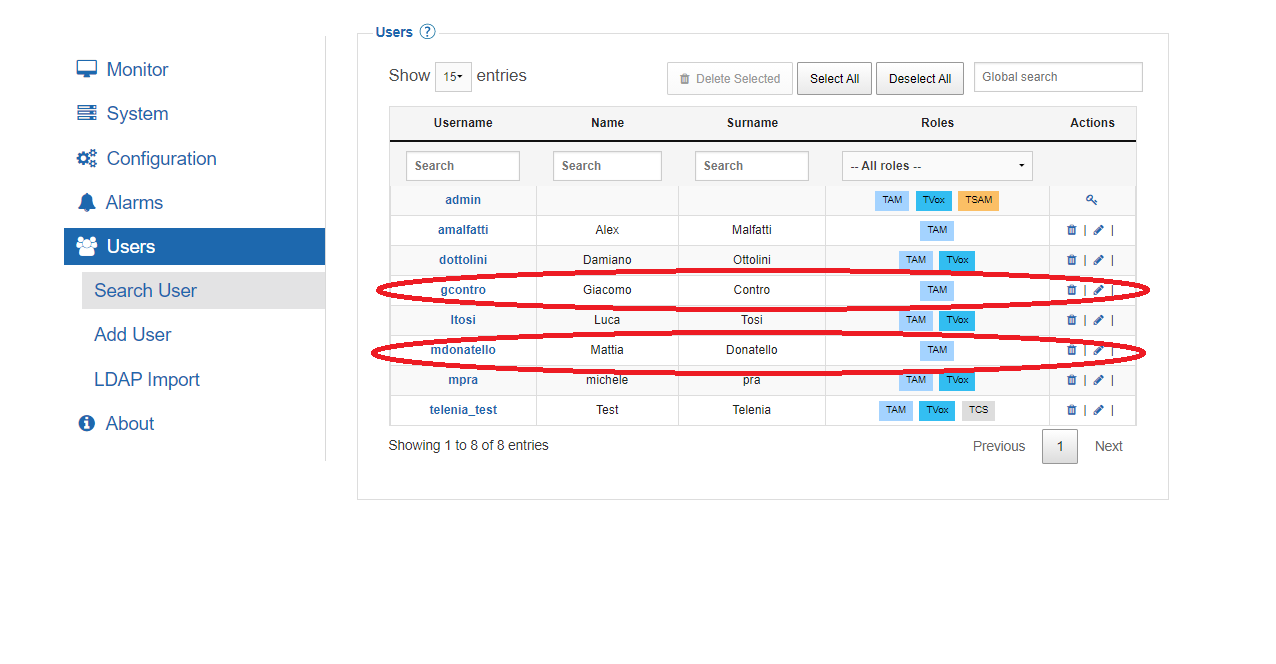 Users ?
Monitor
System
Configuration
Alarms
Users
Search User
Add User
LDAP Import
About
Show 15 entries Delete Selected Select All Deselect All Global search
Username Name Surname Roles Actions
Search Search Search -- All roles --
admin TAM TVox TSAM
amalfatti Alex Malfatti TAM | |
dottolini Damiano Ottolini TAM TVox | |
gcontro Giacomo Contro TAM | |
ltosi Luca Tosi TAM TVox | |
mdonatello Mattia Donatello TAM | |
mpra michele pra TAM TVox | |
telenia_test Test Telenia TAM TVox TCS | |
Showing 1 to 8 of 8 entries Previous 1 Next